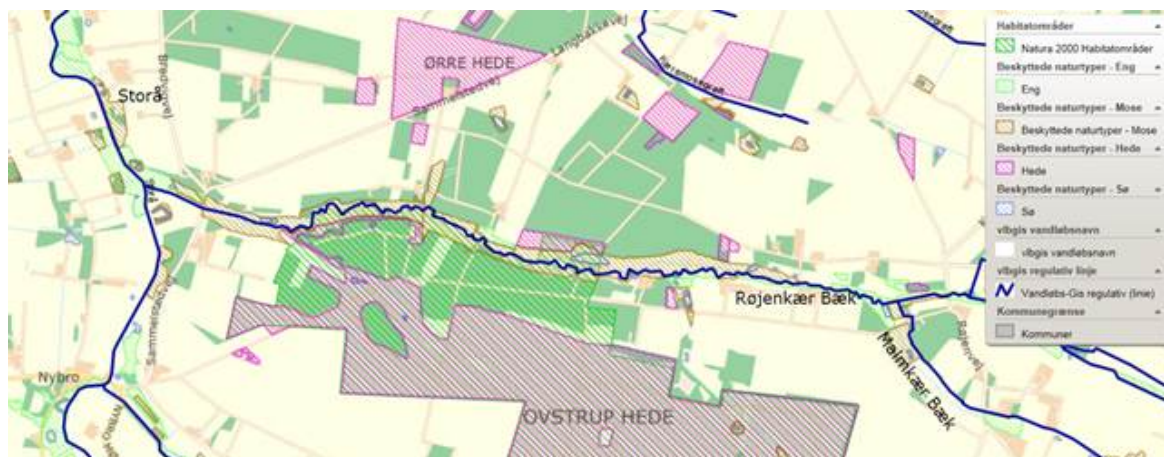 Habitatområder
Natura 2000 Habitatområder
Beskyttede naturtyper - Eng
Eng
Beskyttede naturtyper - Mose
Beskyttede naturtyper - Mose
Beskyttede naturtyper - Hede
Hede
Beskyttede naturtyper - Sø
Sø
vlbgis vandløbsnavn
vlbgis vandløbsnavn
vlbgis regulativ linje
Vandløbs-Gis regulativ (linie)
Kommunegrænse
Kommuner
ØRRE HEDE
Sammelstedvej
Storå
Røjenkær Bæk
Malmkær Bæk
Sammelstedvej
Nybro
OVSTRUP HEDE